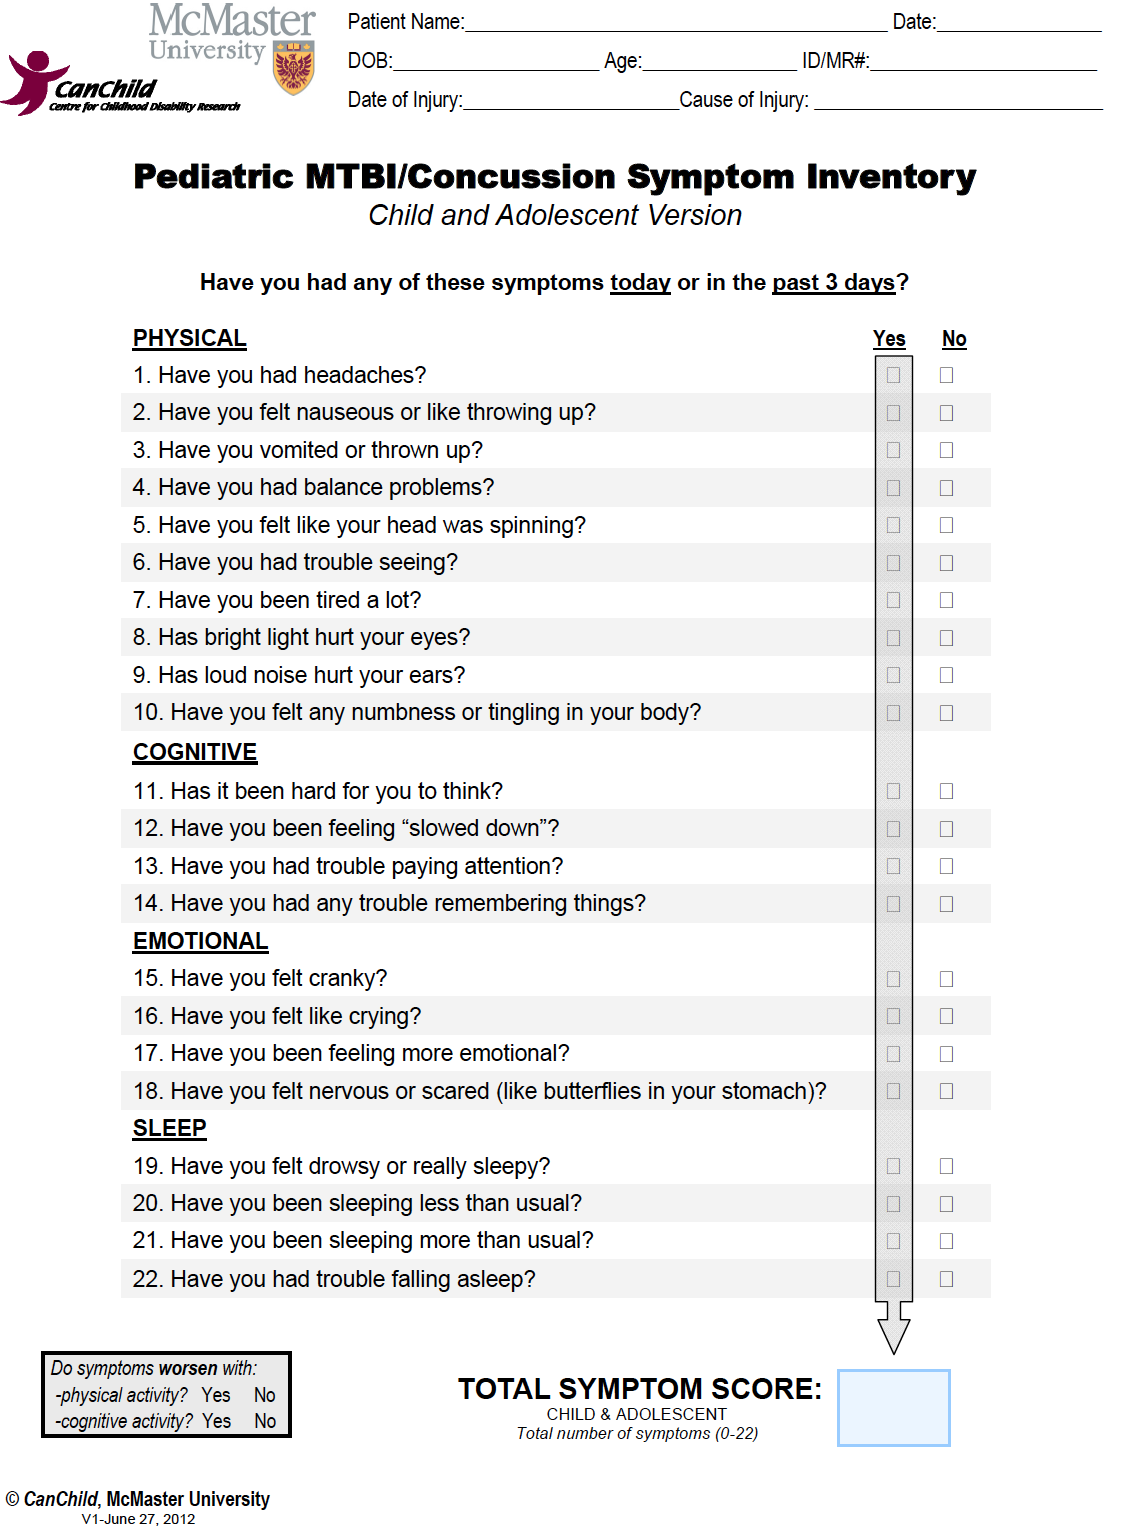 McMaster
University
CanChild
Centre for Childhood Disability Research
Patient Name:__________________________________ Date:______________
DOB:_________________ Age:_____________ ID/MR#:___________________
Date of Injury:__________________Cause of Injury: ________________________
Pediatric MTBI/Concussion Symptom Inventory
Child and Adolescent Version
Have you had any of these symptoms today or in the past 3 days?
PHYSICAL Yes No
1. Have you had headaches? ☐ ☐
2. Have you felt nauseous or like throwing up? ☐ ☐
3. Have you vomited or thrown up? ☐ ☐
4. Have you had balance problems? ☐ ☐
5. Have you felt like your head was spinning? ☐ ☐
6. Have you had trouble seeing? ☐ ☐
7. Have you been tired a lot? ☐ ☐
8. Has bright light hurt your eyes? ☐ ☐
9. Has loud noise hurt your ears? ☐ ☐
10. Have you felt any numbness or tingling in your body? ☐ ☐
COGNITIVE
11. Has it been hard for you to think? ☐ ☐
12. Have you been feeling “slowed down”? ☐ ☐
13. Have you had trouble paying attention? ☐ ☐
14. Have you had any trouble remembering things? ☐ ☐
EMOTIONAL
15. Have you felt cranky? ☐ ☐
16. Have you felt like crying? ☐ ☐
17. Have you been feeling more emotional? ☐ ☐
18. Have you felt nervous or scared (like butterflies in your stomach)? ☐ ☐
SLEEP
19. Have you felt drowsy or really sleepy? ☐ ☐
20. Have you been sleeping less than usual? ☐ ☐
21. Have you been sleeping more than usual? ☐ ☐
22. Have you had trouble falling asleep? ☐ ☐
Do symptoms worsen with:
-physical activity? Yes No
-cognitive activity? Yes No
TOTAL SYMPTOM SCORE:
CHILD & ADOLESCENT
Total number of symptoms (0-22)
© CanChild, McMaster University
V1-June 27, 2012